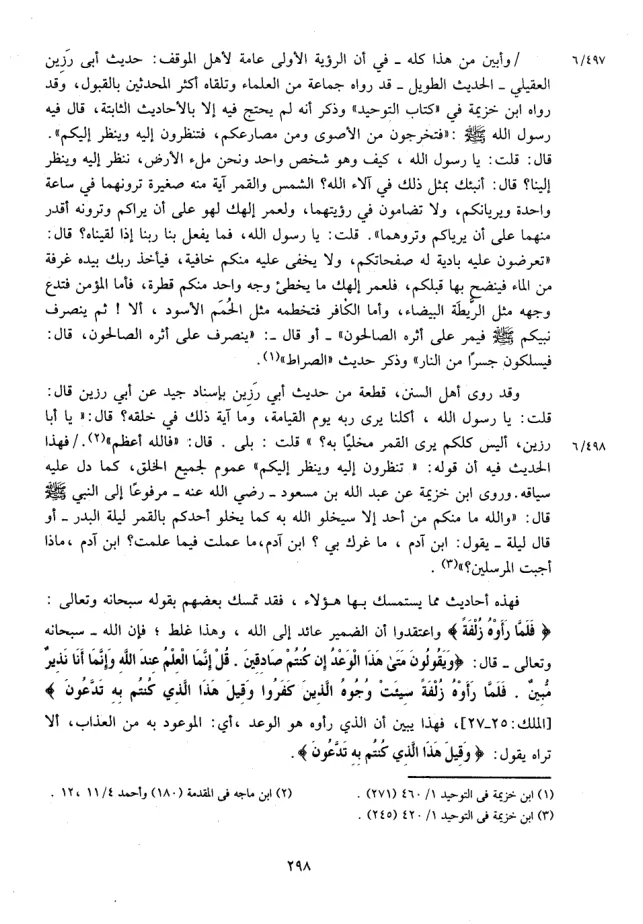 ٦/٤٩٧
/ وأبين من هذا كله ـ في أن الرؤية الأولى عامة لأهل الموقف: حديث أبى رَزِين
العقيلي ـ الحديث الطويل ـ قد رواه جماعة من العلماء وتلقاه أكثر المحدثين بالقبول، وقد
رواه ابن خزيمة في «كتاب التوحيد» وذكر أنه لم يحتج فيه إلا بالأحاديث الثابتة، قال فيه
رسول الله ﷺ :«فتخرجون من الأصوى ومن مصارعكم، فتنظرون إليه وينظر إليكم».
قال: قلت: يا رسول الله ، كيف وهو شخص واحد ونحن ملء الأرض، ننظر إليه وينظر
إلينا؟ قال: أنبئك بمثل ذلك في آلاء الله؟ الشمس والقمر آية منه صغيرة ترونهما في ساعة
واحدة ويريانكم، ولا تضامون في رؤيتهما، ولعمر إلهك لهو على أن يراكم وترونه أقدر
منهما على أن يرياكم وتروهما». قلت: يا رسول الله، فما يفعل بنا ربنا إذا لقيناه؟ قال:
«تعرضون عليه بادية له صفحاتكم، ولا يخفى عليه منكم خافية، فيأخذ ربك بيده غرفة
من الماء فينضح بها قبلكم، فلعمر إلهك ما يخطئ وجه واحد منكم قطرة، فأما المؤمن فتدع
وجهه مثل الرَّيطَة البيضاء، وأما الكافر فتخطمه مثل الحُمَم الأسود ، ألا ! ثم ينصرف
نبيكم ﷺ فيمر على أثره الصالحون» ـ أو قال ـ: «ينصرف على أثره الصالحون، قال:
فيسلكون جسرًا من النار» وذكر حديث «الصراط»(١).
وقد روى أهل السنن، قطعة من حديث أبي رَزِين بإسناد جيد عن أبي رزين قال:
قلت: يا رسول الله ، أكلنا يرى ربه يوم القيامة، وما آية ذلك في خلقه؟ قال:« يا أبا
٦/٤٩٨
رزين، أليس كلكم يرى القمر مخليًا به؟ » قلت : بلى . قال: «فالله أعظم»(٢)./ فهذا
الحديث فيه أن قوله: « تنظرون إليه وينظر إليكم» عموم لجميع الخلق، كما دل عليه
سياقه. وروى ابن خزيمة عن عبد الله بن مسعود ـ رضي الله عنه ـ مرفوعًا إلى النبي ﷺ
قال: «والله ما منكم من أحد إلا سيخلو الله به كما يخلو أحدكم بالقمر ليلة البدر ـ أو
قال ليلة ـ يقول: ابن آدم ، ما غرك بي ؟ ابن آدم،ما عملت فيما علمت؟ ابن آدم ،ماذا
أجبت المرسلين؟»(٣) .
فهذه أحاديث مما يستمسك بـها هـؤلاء ، فقد تمسك بعضهم بقوله سبحانه وتعالى :
﴿ فَلَمَّا رَأَوْهُ زُلْفَةً ﴾ واعتقدوا أن الضمير عائد إلى الله ، وهذا غلط ؛ فإن الله ـ سبحانه
وتعالى ـ قال: ﴿وَيَقُولُونَ مَتَىٰ هَذَا الْوَعْدُ إِن كُنتُمْ صَادِقِينَ . قُلْ إِنَّمَا الْعِلْمُ عِندَ اللَّهِ وَإِنَّمَا أَنَا نَذِيرٌ
مُّبِينٌ . فَلَمَّا رَأَوْهُ زُلْفَةً سِيئَتْ وُجُوهُ الَّذِينَ كَفَرُوا وَقِيلَ هَذَا الَّذِي كُنتُم بِهِ تَدَّعُونَ ﴾
[الملك:٢٥ـ٢٧]، فهذا يبين أن الذي رأوه هو الوعد ،أي: الموعود به من العذاب، ألا
تراه يقول: ﴿ وَقِيلَ هَذَا الَّذِي كُنتُم بِهِ تَدَّعُونَ ﴾.
(١) ابن خزيمة فى التوحيد ١/ ٤٦٠ (٢٧١) . (٢) ابن ماجه فى المقدمة (١٨٠) وأحمد ٤/ ١١ ،١٢ .
(٣) ابن خزيمة فى التوحيد ١/ ٤٢٠ (٢٤٥) .
٢٩٨